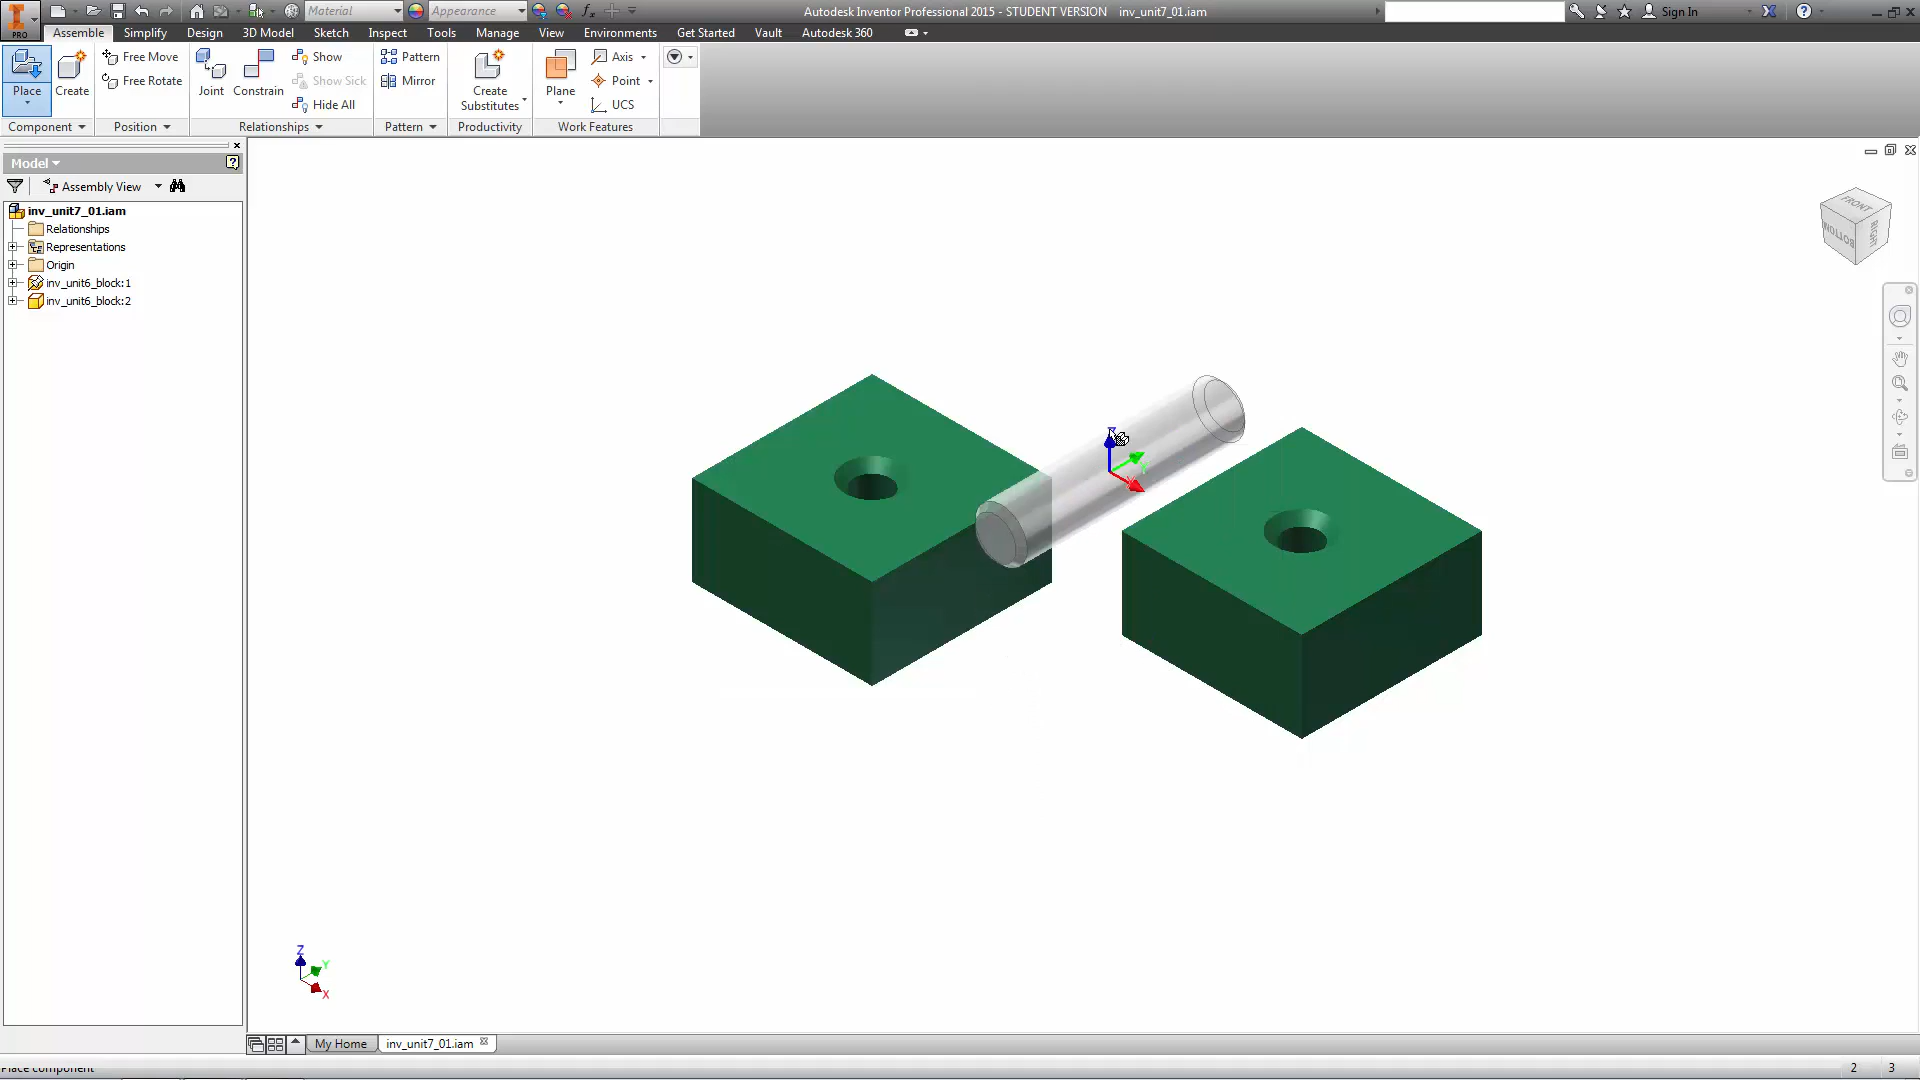 Material
Appearance
Autodesk Inventor Professional 2015 - STUDENT VERSION inv_unit7_01.iam
Sign In
PRO
Assemble Simplify Design 3D Model Sketch Inspect Tools Manage View Environments Get Started Vault Autodesk 360
Place
Create
Free Move
Free Rotate
Joint
Constrain
Show
Show Sick
Hide All
Pattern
Mirror
Create
Substitutes
Plane
Axis
Point
UCS
Component
Position
Relationships
Pattern
Productivity
Work Features
Model
Assembly View
inv_unit7_01.iam
Relationships
Representations
Origin
inv_unit6_block:1
inv_unit6_block:2
FRONT
BOTTOM
RIGHT
Z
Y
X
My Home
inv_unit7_01.iam
Place component
2 3